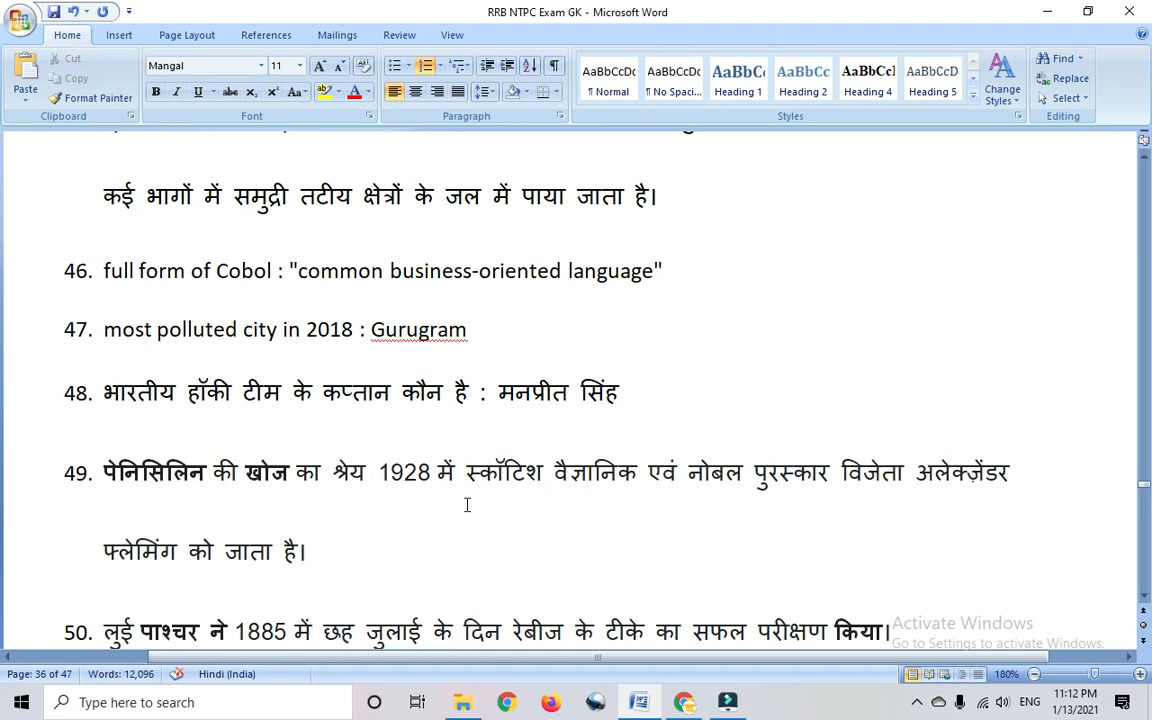 RRB NTPC Exam GK - Microsoft Word
Home Insert Page Layout References Mailings Review View
Paste
Cut
Copy
Format Painter
Clipboard
Mangal 11
Font
Paragraph
AaBbCcDc AaBbCcDc AaBbC AaBbCc AaBbCcI AaBbCcD
¶ Normal ¶ No Spaci... Heading 1 Heading 2 Heading 4 Heading 5
Change Styles
Styles
Find
Replace
Select
Editing
कई भागों में समुद्री तटीय क्षेत्रों के जल में पाया जाता है।
46. full form of Cobol : "common business-oriented language"
47. most polluted city in 2018 : Gurugram
48. भारतीय हॉकी टीम के कप्तान कौन है : मनप्रीत सिंह
49. पेनिसिलिन की खोज का श्रेय 1928 में स्कॉटिश वैज्ञानिक एवं नोबल पुरस्कार विजेता अलेक्ज़ेंडर
फ्लेमिंग को जाता है।
50. लुई पाश्चर ने 1885 में छह जुलाई के दिन रेबीज के टीके का सफल परीक्षण किया।
Activate Windows
Go to Settings to activate Windows.
Page: 36 of 47 Words: 12,096 Hindi (India) 180%
Type here to search
ENG
11:12 PM
1/13/2021